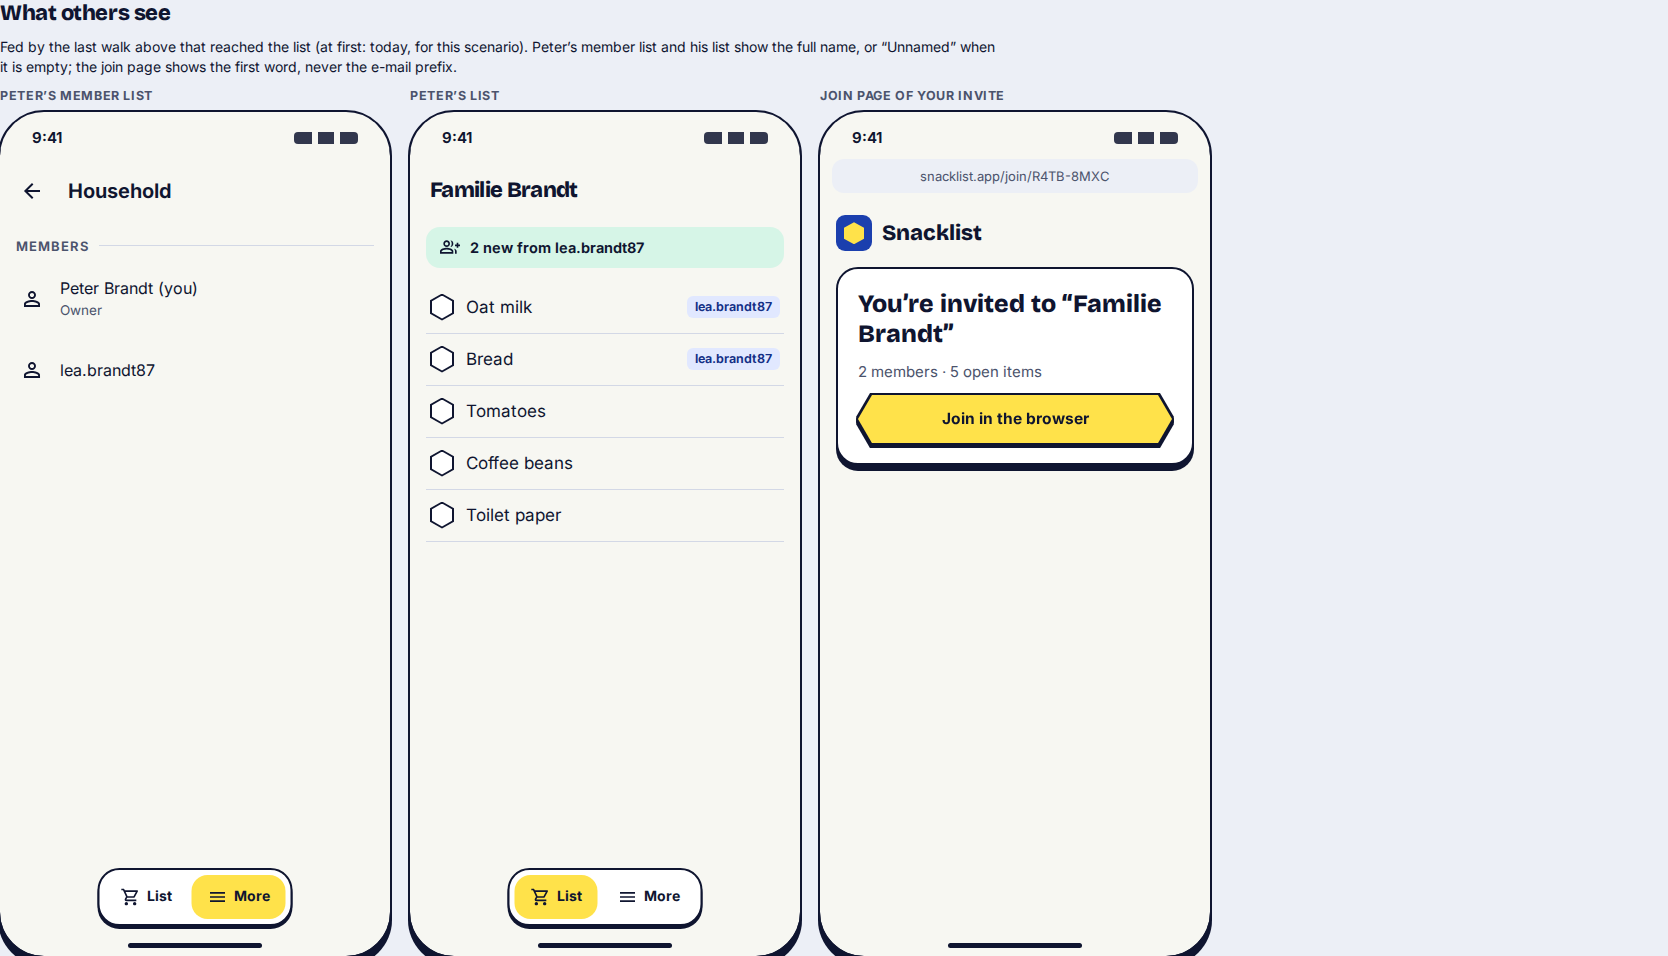 What others see
Fed by the last walk above that reached the list (at first: today, for this scenario). Peter’s member list and his list show the full name, or “Unnamed” when
it is empty; the join page shows the first word, never the e-mail prefix.
PETER’S MEMBER LIST
9:41
Household
MEMBERS
Peter Brandt (you)
Owner
lea.brandt87
List
More
PETER’S LIST
9:41
Familie Brandt
2 new from lea.brandt87
Oat milk lea.brandt87
Bread lea.brandt87
Tomatoes
Coffee beans
Toilet paper
List
More
JOIN PAGE OF YOUR INVITE
9:41
snacklist.app/join/R4TB-8MXC
Snacklist
You’re invited to “Familie
Brandt”
2 members · 5 open items
Join in the browser